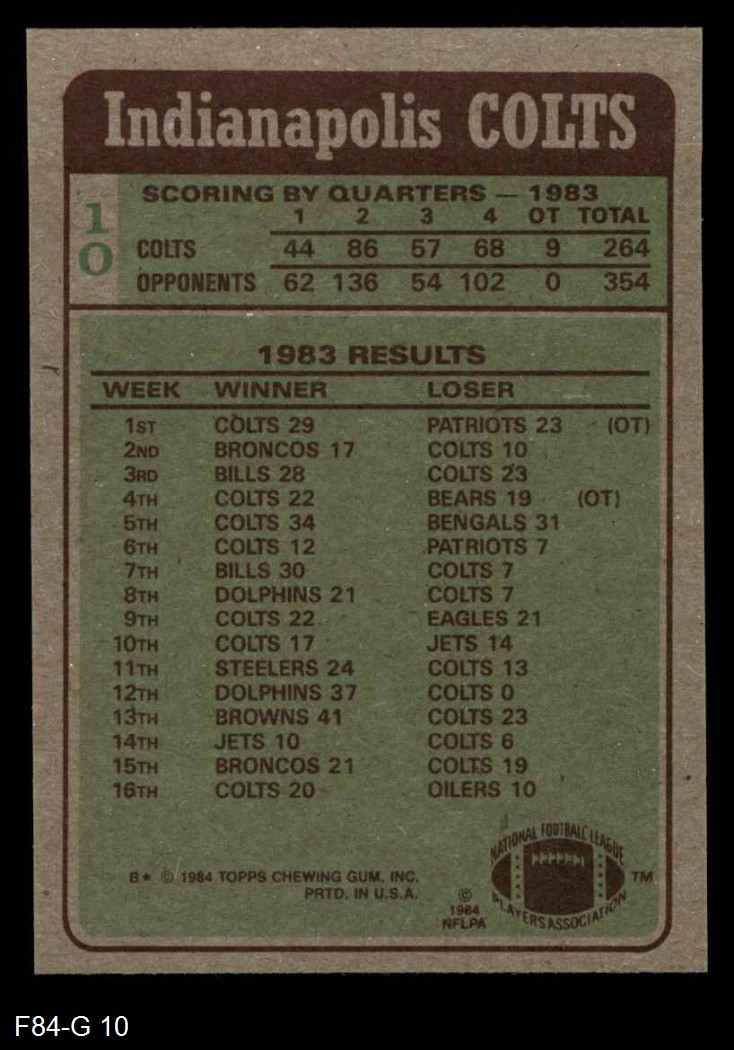 Indianapolis COLTS
10
SCORING BY QUARTERS — 1983
1 2 3 4 OT TOTAL
COLTS 44 86 57 68 9 264
OPPONENTS 62 136 54 102 0 354
1983 RESULTS
WEEK WINNER LOSER
1ST COLTS 29 PATRIOTS 23 (OT)
2ND BRONCOS 17 COLTS 10
3RD BILLS 28 COLTS 23
4TH COLTS 22 BEARS 19 (OT)
5TH COLTS 34 BENGALS 31
6TH COLTS 12 PATRIOTS 7
7TH BILLS 30 COLTS 7
8TH DOLPHINS 21 COLTS 7
9TH COLTS 22 EAGLES 21
10TH COLTS 17 JETS 14
11TH STEELERS 24 COLTS 13
12TH DOLPHINS 37 COLTS 0
13TH BROWNS 41 COLTS 23
14TH JETS 10 COLTS 6
15TH BRONCOS 21 COLTS 19
16TH COLTS 20 OILERS 10
B★ © 1984 TOPPS CHEWING GUM, INC.
PRTD. IN U.S.A.
©
1984
NFLPA
NATIONAL FOOTBALL LEAGUE
PLAYERS ASSOCIATION
TM
F84-G 10